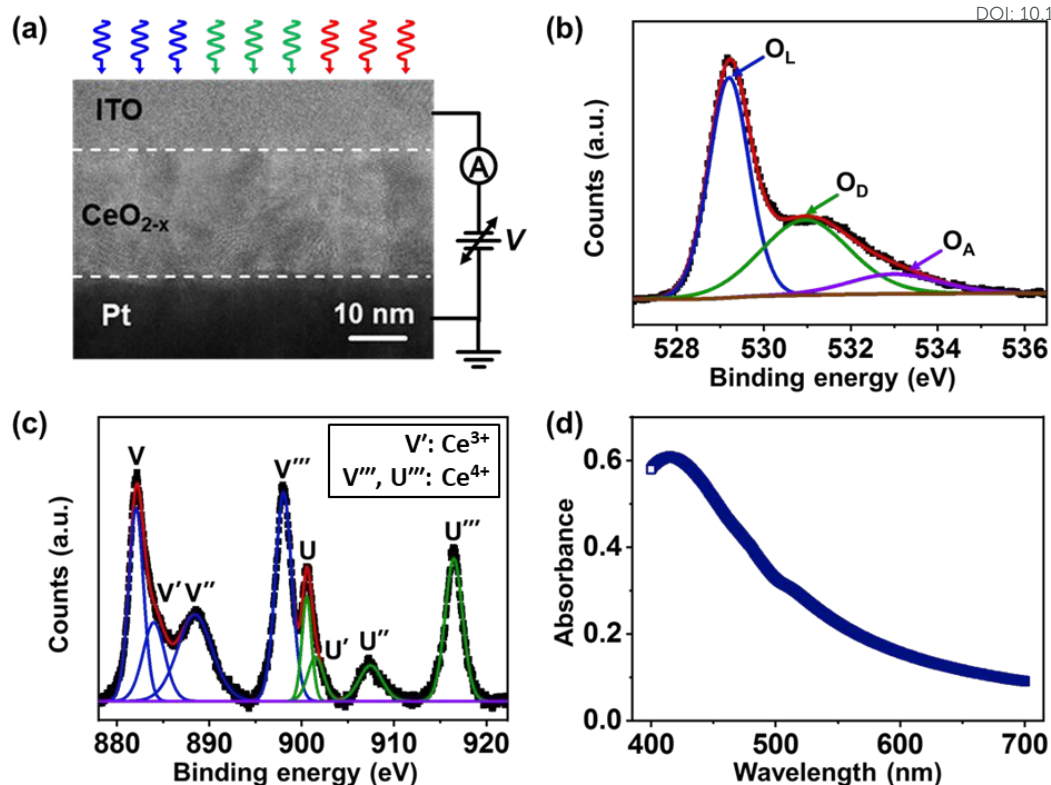 DOI: 10.1
(a)
ITO
CeO2-x
Pt
10 nm
A
V
(b)
Counts (a.u.)
OL
OD
OA
528 530 532 534 536
Binding energy (eV)
(c)
Counts (a.u.)
V
V′
V″
V‴
U
U′
U″
U‴
V′: Ce3+
V‴, U‴: Ce4+
880 890 900 910 920
Binding energy (eV)
(d)
Absorbance
0.6
0.4
0.2
0.0
400 500 600 700
Wavelength (nm)